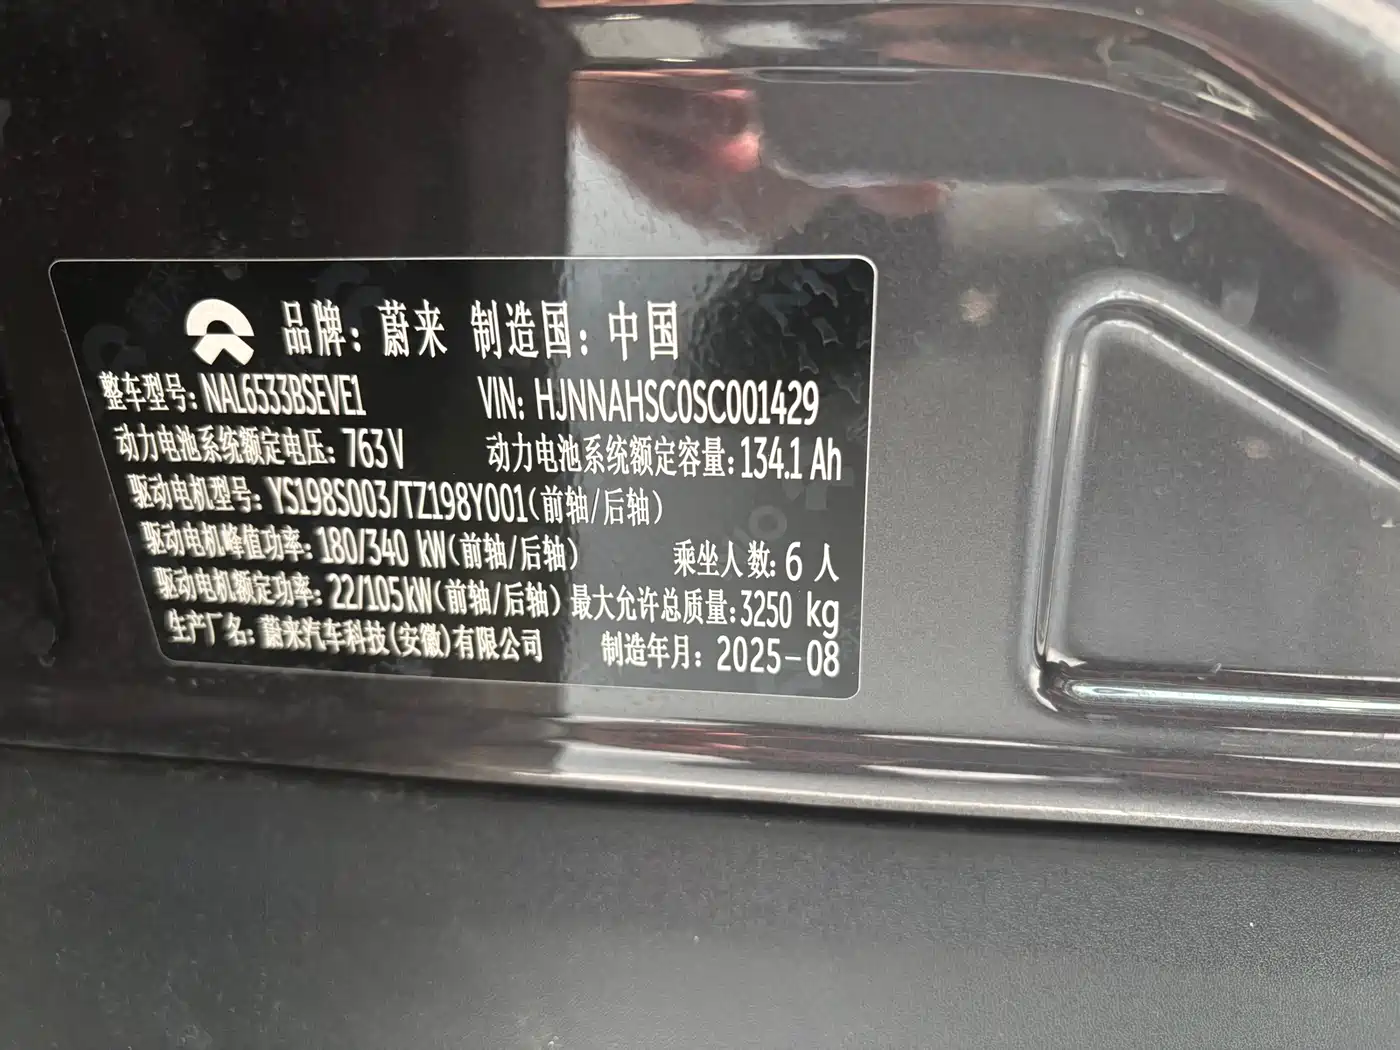 品牌：蔚来 制造国：中国
整车型号：NAL6533BSEVE1 VIN: HJNNAHSC0SC001429
动力电池系统额定电压：763V 动力电池系统额定容量：134.1 Ah
驱动电机型号：YS198S003/TZ198Y001(前轴/后轴)
驱动电机峰值功率：180/340 kW(前轴/后轴) 乘坐人数：6 人
驱动电机额定功率：22/105kW(前轴/后轴) 最大允许总质量：3250 kg
生产厂名：蔚来汽车科技(安徽)有限公司 制造年月：2025-08